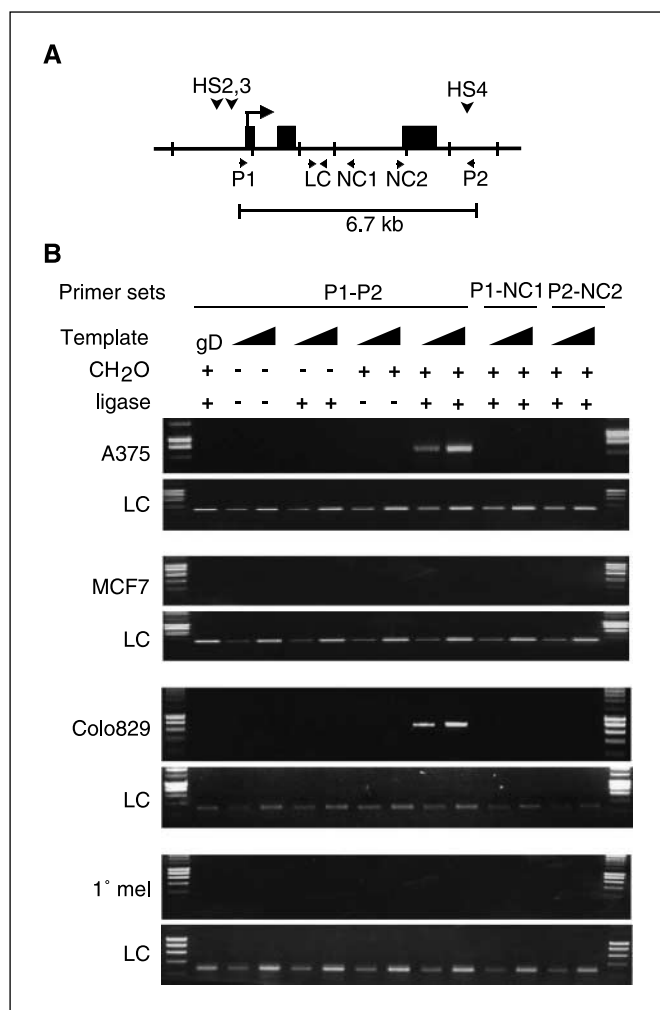 A
HS2,3
HS4
P1
LC
NC1
NC2
P2
6.7 kb
B
Primer sets
P1-P2
P1-NC1
P2-NC2
Template
gD
CH2O
+ - - - - + + + + + + + +
ligase
+ - - + + - - + + + + + +
A375
LC
MCF7
LC
Colo829
LC
1° mel
LC